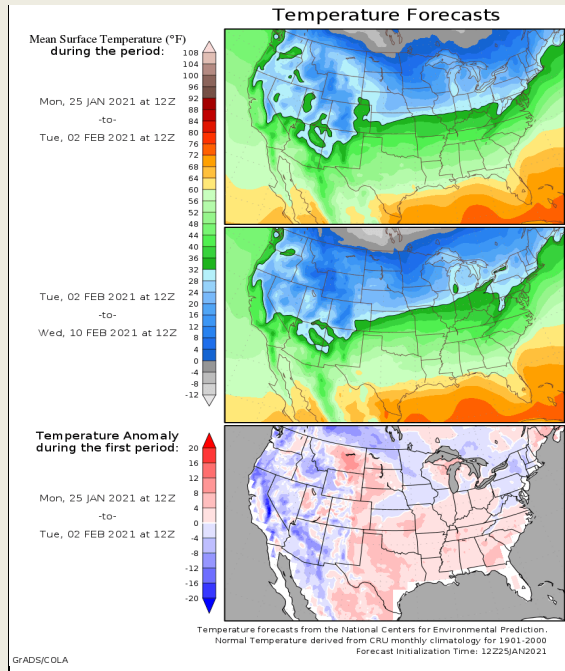 Temperature Forecasts
Mean Surface Temperature (°F)
during the period:
Mon, 25 JAN 2021 at 12Z
-to-
Tue, 02 FEB 2021 at 12Z
108
104
100
96
92
88
84
80
76
72
68
64
60
56
52
48
44
40
36
32
28
24
20
16
12
8
4
0
-4
-8
-12
Tue, 02 FEB 2021 at 12Z
-to-
Wed, 10 FEB 2021 at 12Z
Temperature Anomaly
during the first period:
Mon, 25 JAN 2021 at 12Z
-to-
Tue, 02 FEB 2021 at 12Z
20
16
12
8
4
0
-4
-8
-12
-16
-20
Temperature forecasts from the National Centers for Environmental Prediction.
Normal Temperature derived from CRU monthly climatology for 1901-2000
Forecast Initialization Time: 12Z25JAN2021
GrADS/COLA